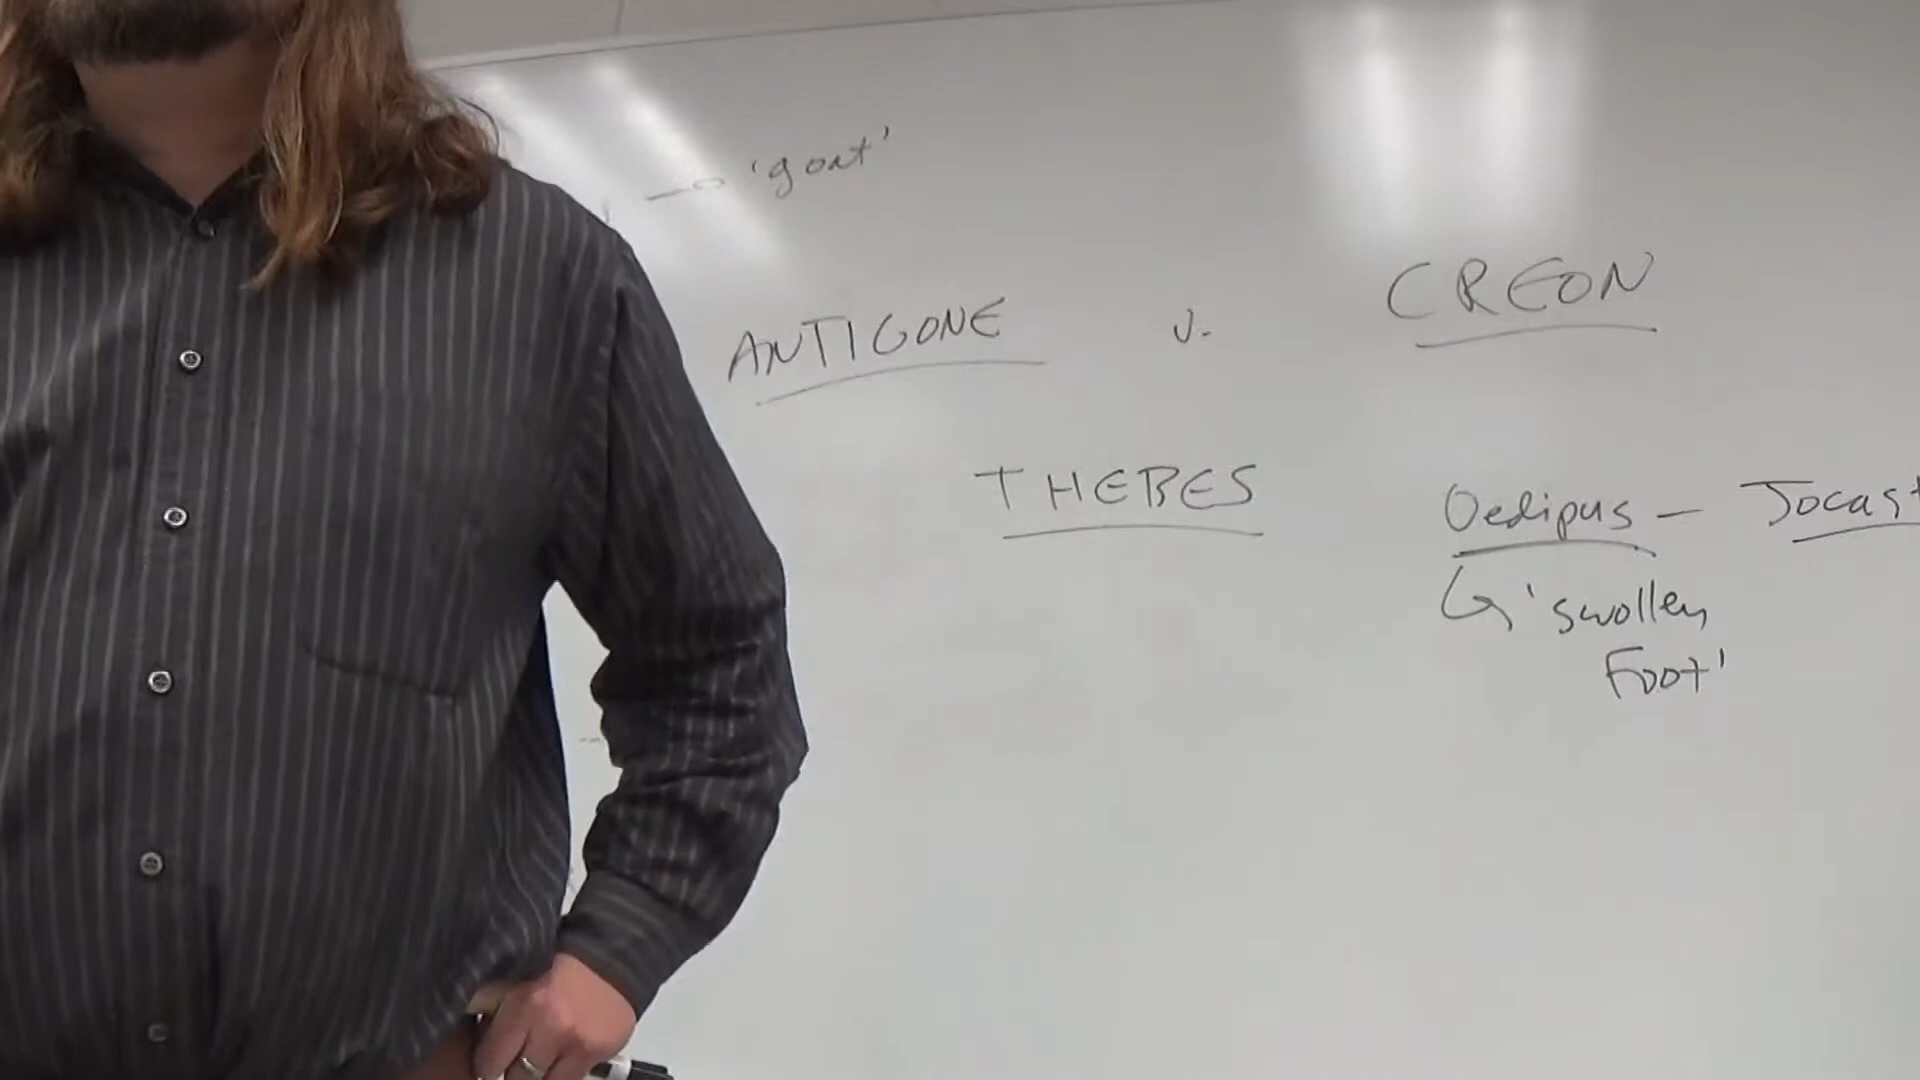 'goat'
ANTIGONE v. CREON
THEBES
Oedipus — Jocast
'swollen
Foot'